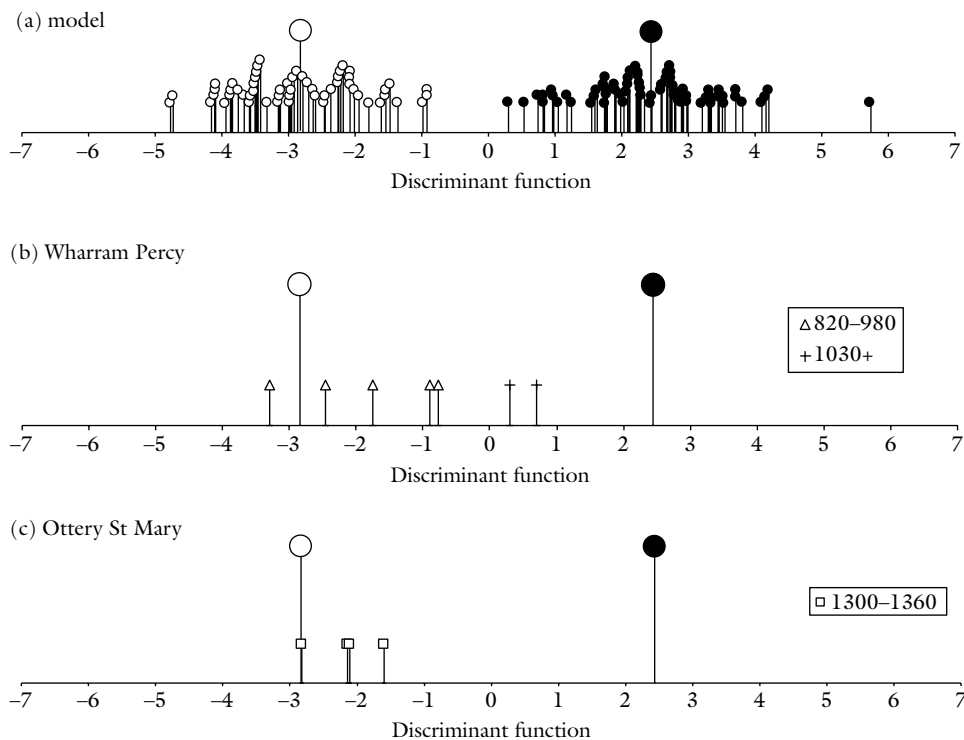 (a) model
–7 –6 –5 –4 –3 –2 –1 0 1 2 3 4 5 6 7
Discriminant function
(b) Wharram Percy
820–980
1030+
–7 –6 –5 –4 –3 –2 –1 0 1 2 3 4 5 6 7
Discriminant function
(c) Ottery St Mary
1300–1360
–7 –6 –5 –4 –3 –2 –1 0 1 2 3 4 5 6 7
Discriminant function